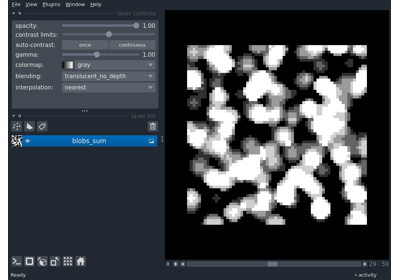 File View Plugins Window Help
layer controls
opacity: 1.00
contrast limits:
auto-contrast: once continuous
gamma: 1.00
colormap: gray
blending: translucent_no_depth
interpolation: nearest
layer list
blobs_sum
29 59
Ready activity